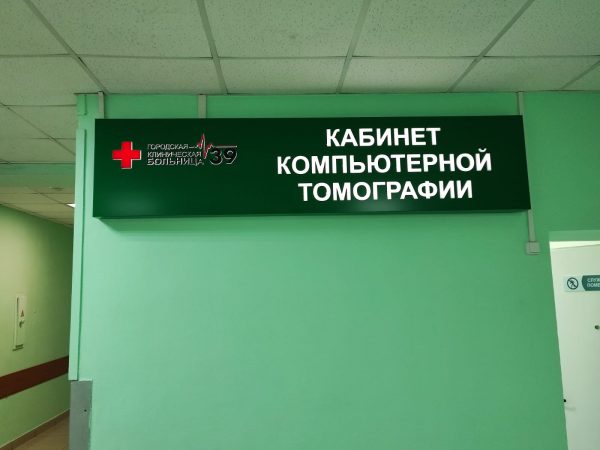 ГОРОДСКАЯ
КЛИНИЧЕСКАЯ
БОЛЬНИЦА 39
КАБИНЕТ
КОМПЬЮТЕРНОЙ
ТОМОГРАФИИ